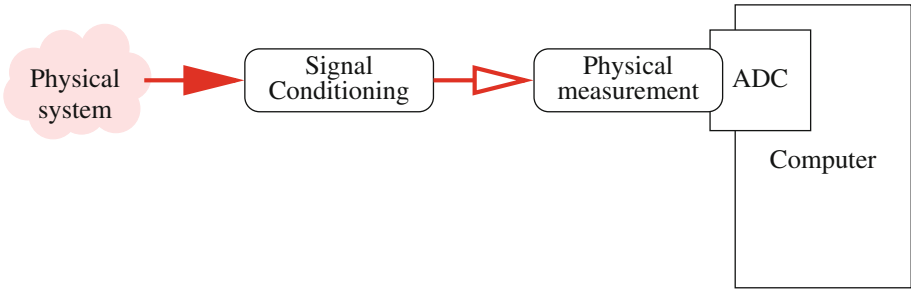 Physical
system
Signal
Conditioning
Physical
measurement
ADC
Computer